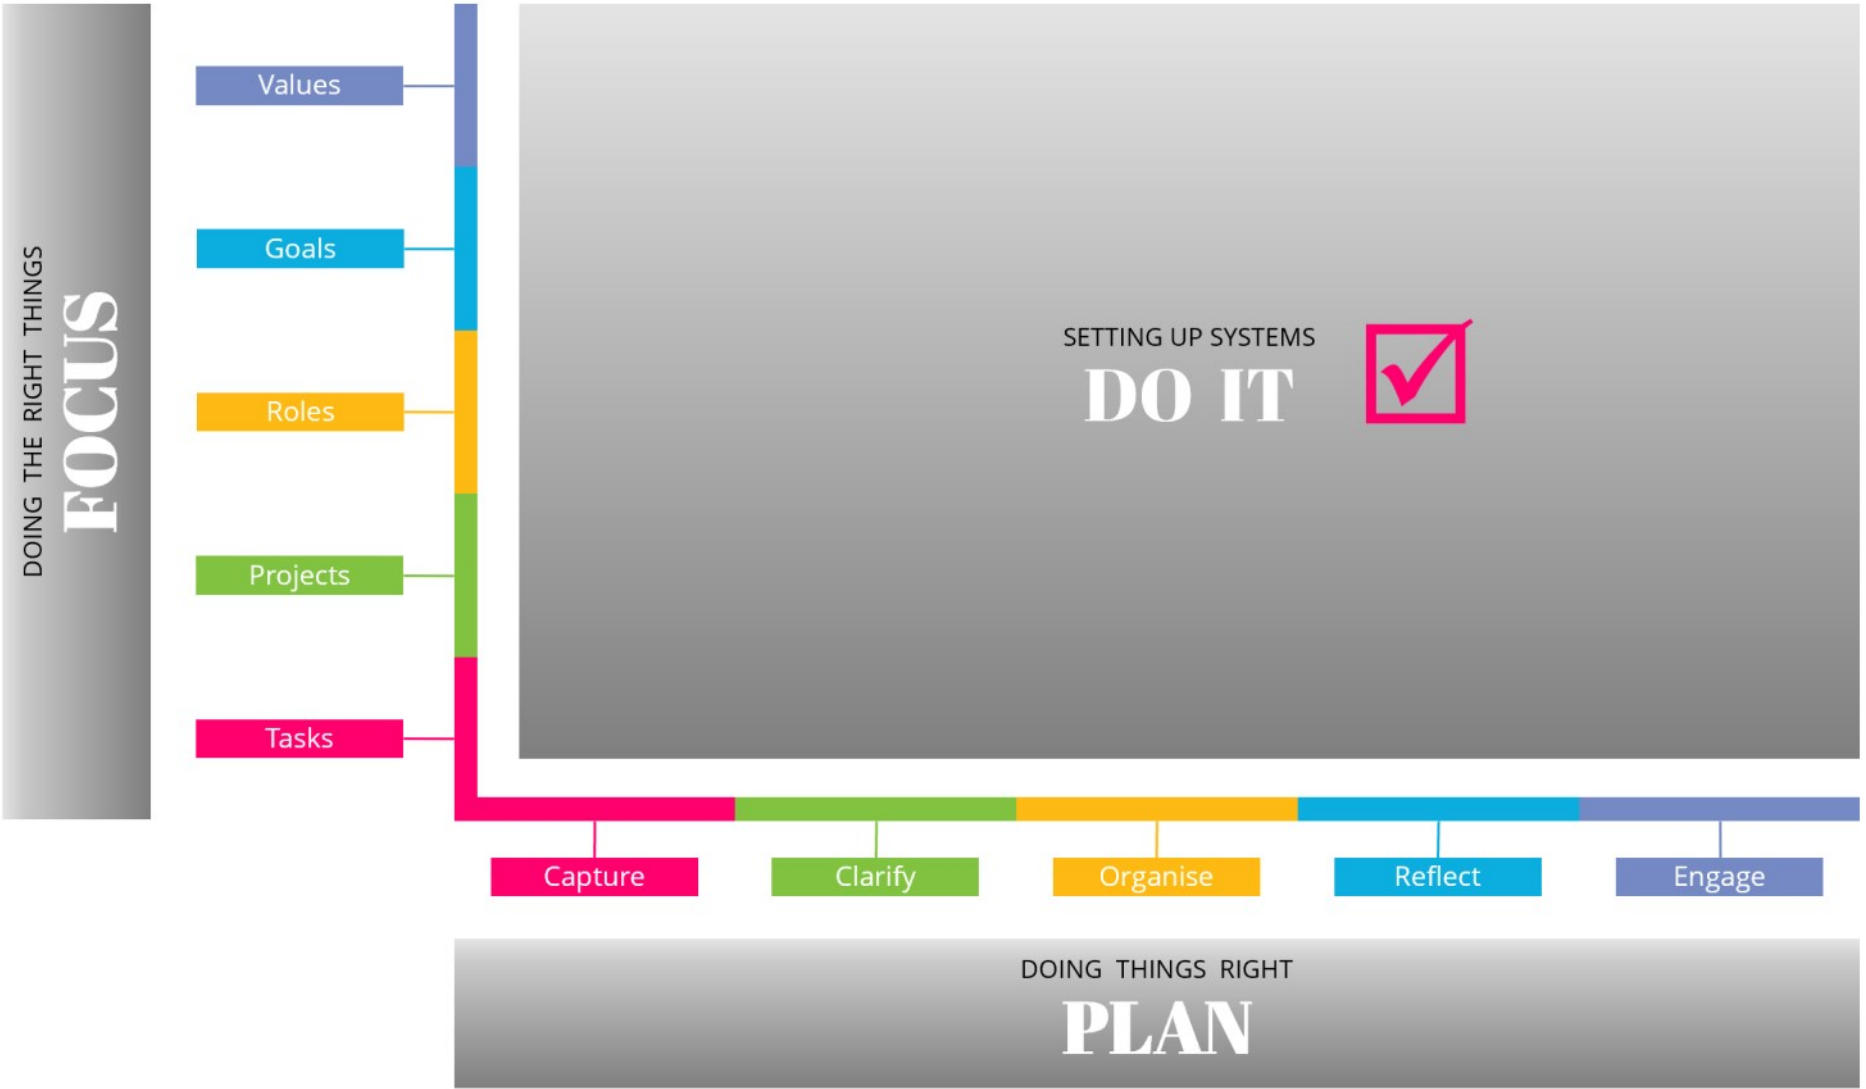 DOING THE RIGHT THINGS
FOCUS
Values
Goals
Roles
Projects
Tasks
SETTING UP SYSTEMS
DO IT
Capture
Clarify
Organise
Reflect
Engage
DOING THINGS RIGHT
PLAN